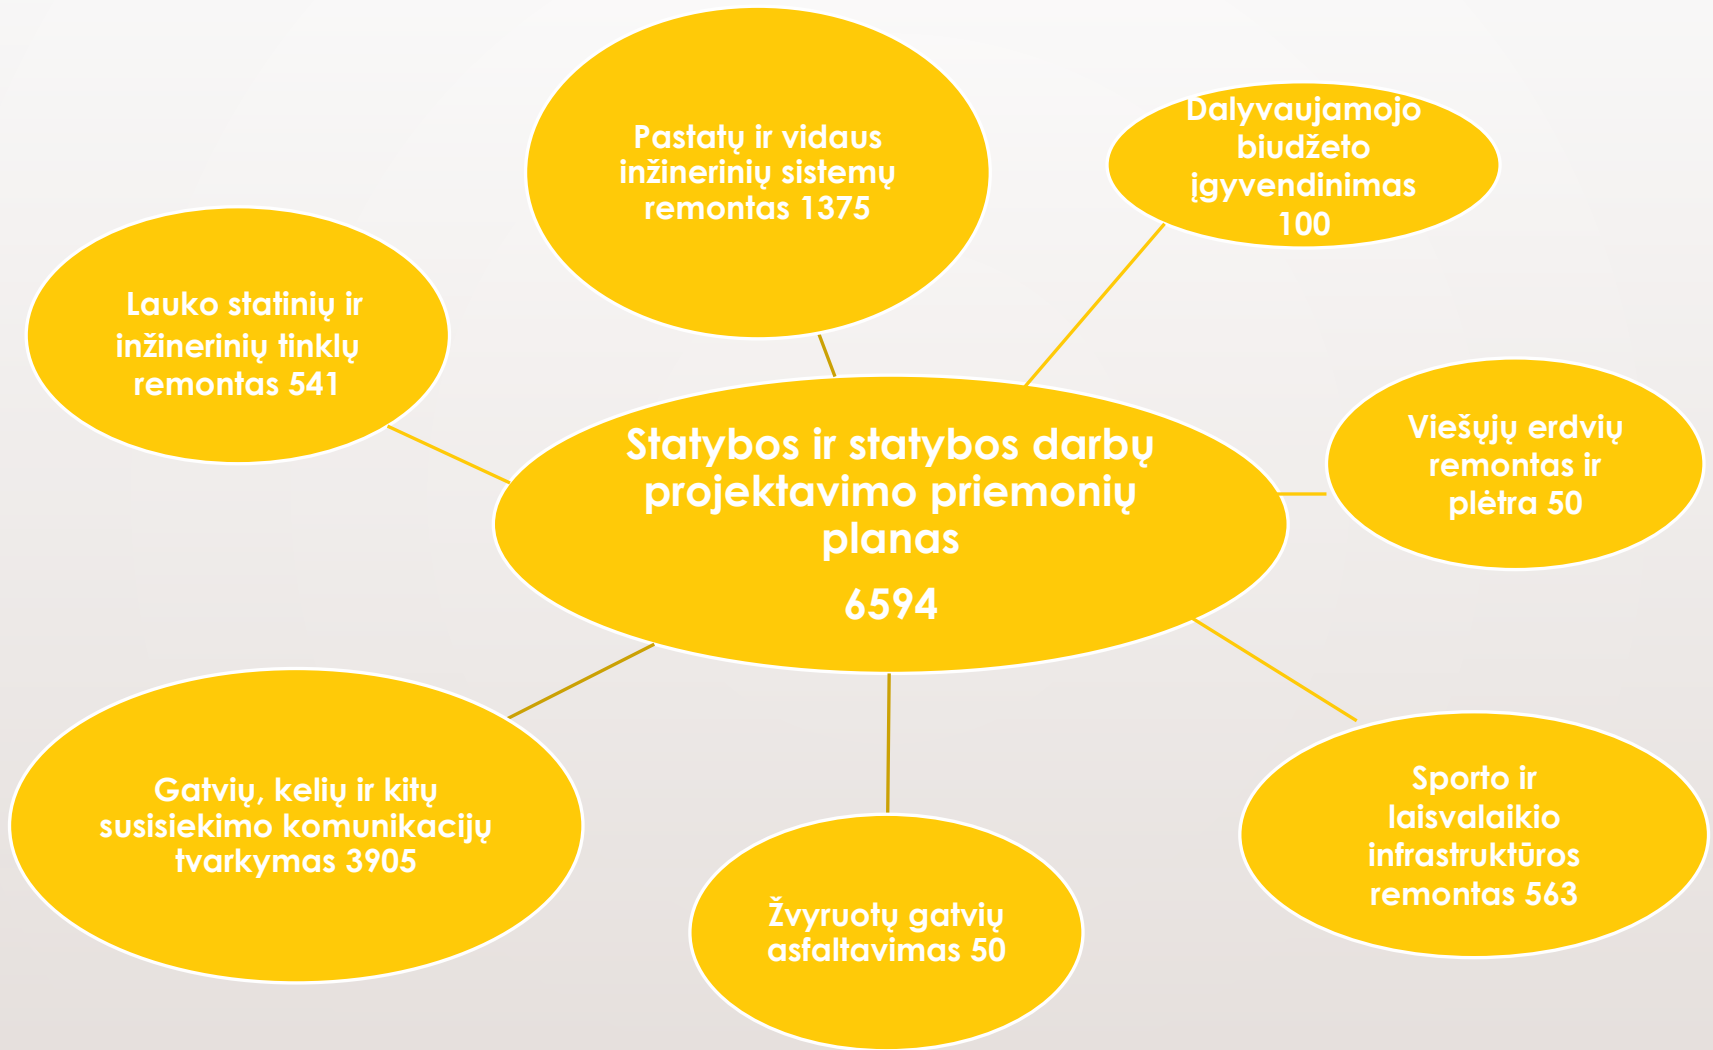 Pastatų ir vidaus
inžinerinių sistemų
remontas 1375
Dalyvaujamojo
biudžeto
įgyvendinimas
100
Lauko statinių ir
inžinerinių tinklų
remontas 541
Statybos ir statybos darbų
projektavimo priemonių
planas
6594
Viešųjų erdvių
remontas ir
plėtra 50
Gatvių, kelių ir kitų
susisiekimo komunikacijų
tvarkymas 3905
Žvyruotų gatvių
asfaltavimas 50
Sporto ir
laisvalaikio
infrastruktūros
remontas 563